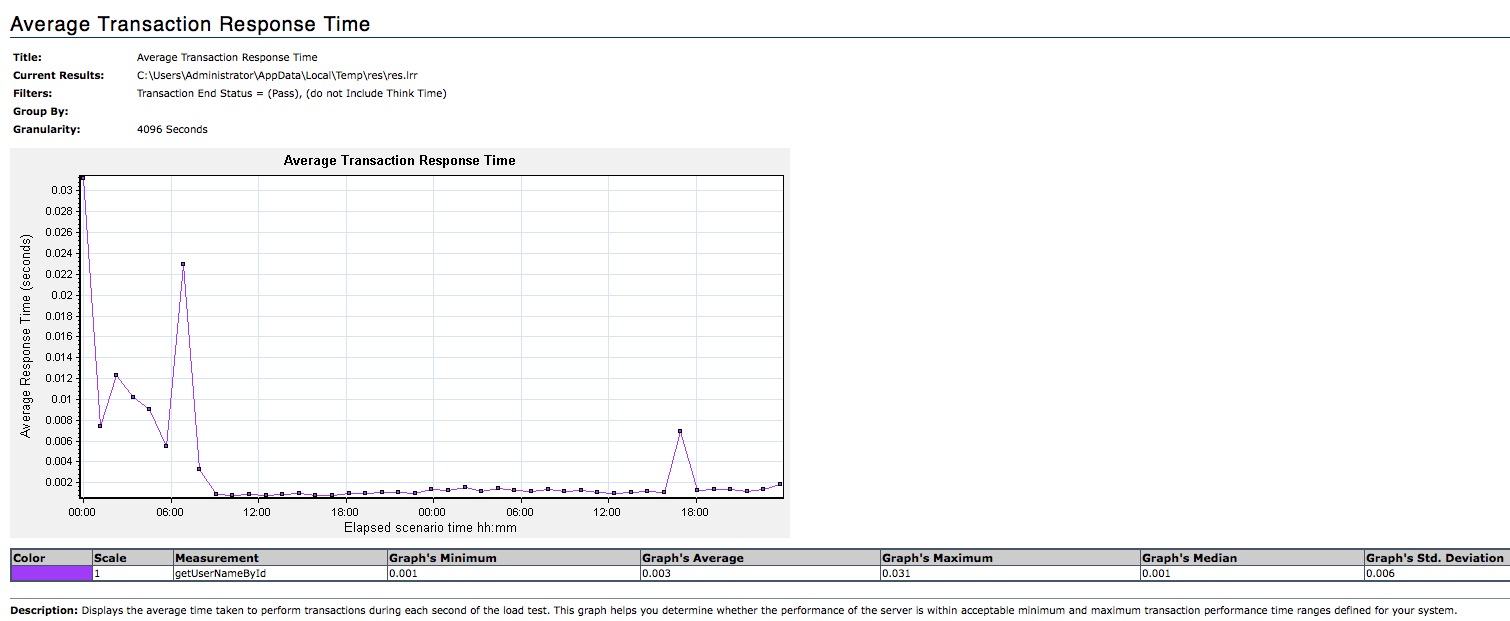 Average Transaction Response Time
Title: Average Transaction Response Time
Current Results: C:\Users\Administrator\AppData\Local\Temp\res\res.lrr
Filters: Transaction End Status = (Pass), (do not Include Think Time)
Group By:
Granularity: 4096 Seconds
Average Transaction Response Time
Average Response Time (seconds)
0.03
0.028
0.026
0.024
0.022
0.02
0.018
0.016
0.014
0.012
0.01
0.008
0.006
0.004
0.002
00:00 06:00 12:00 18:00 00:00 06:00 12:00 18:00
Elapsed scenario time hh:mm
Color Scale Measurement Graph's Minimum Graph's Average Graph's Maximum Graph's Median Graph's Std. Deviation
1 getUserNameById 0.001 0.003 0.031 0.001 0.006
Description: Displays the average time taken to perform transactions during each second of the load test. This graph helps you determine whether the performance of the server is within acceptable minimum and maximum transaction performance time ranges defined for your system.